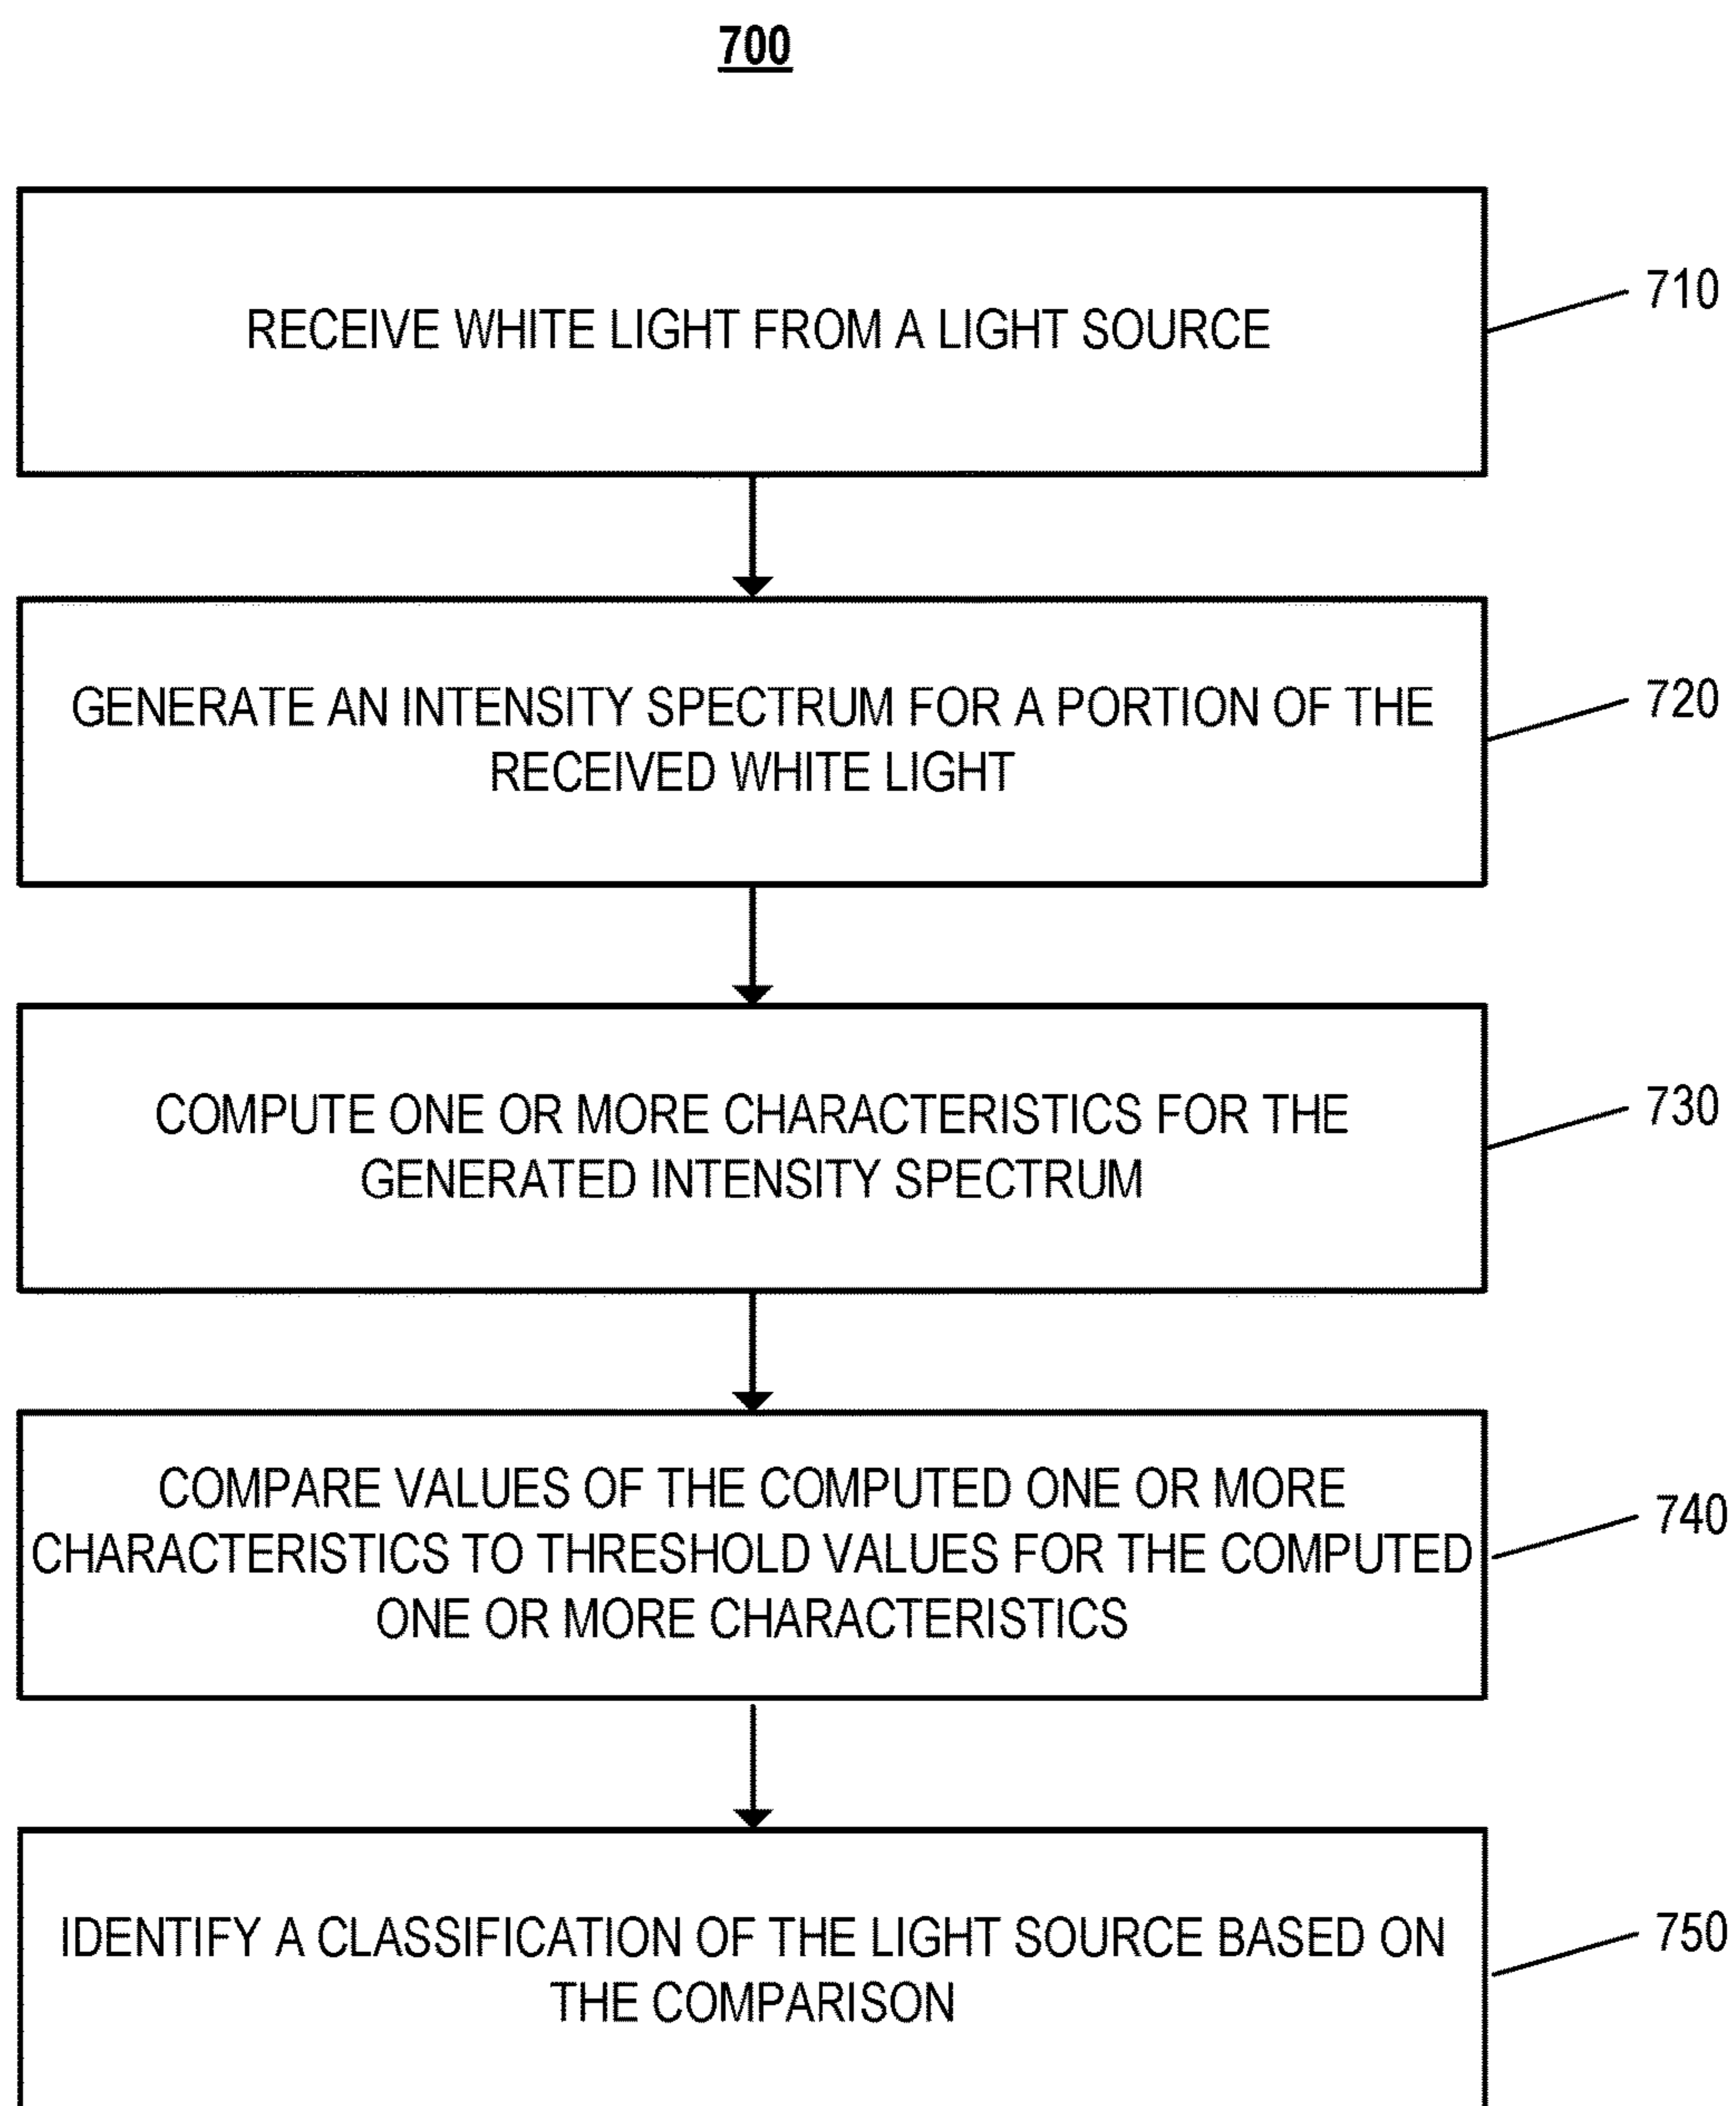 700
RECEIVE WHITE LIGHT FROM A LIGHT SOURCE
710
GENERATE AN INTENSITY SPECTRUM FOR A PORTION OF THE
RECEIVED WHITE LIGHT
720
COMPUTE ONE OR MORE CHARACTERISTICS FOR THE
GENERATED INTENSITY SPECTRUM
730
COMPARE VALUES OF THE COMPUTED ONE OR MORE
CHARACTERISTICS TO THRESHOLD VALUES FOR THE COMPUTED
ONE OR MORE CHARACTERISTICS
740
IDENTIFY A CLASSIFICATION OF THE LIGHT SOURCE BASED ON
THE COMPARISON
750